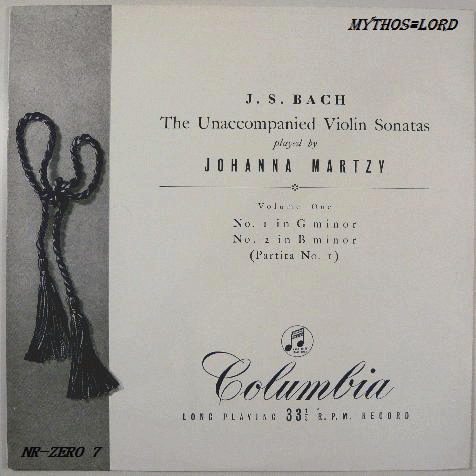 MYTHOS=LORD
J. S. BACH
The Unaccompanied Violin Sonatas
played by
JOHANNA MARTZY
Volume One
No. 1 in G minor
No. 2 in B minor
(Partita No. 1)
Columbia
LONG PLAYING 33⅓ R.P.M. RECORD
NR-ZERO 7